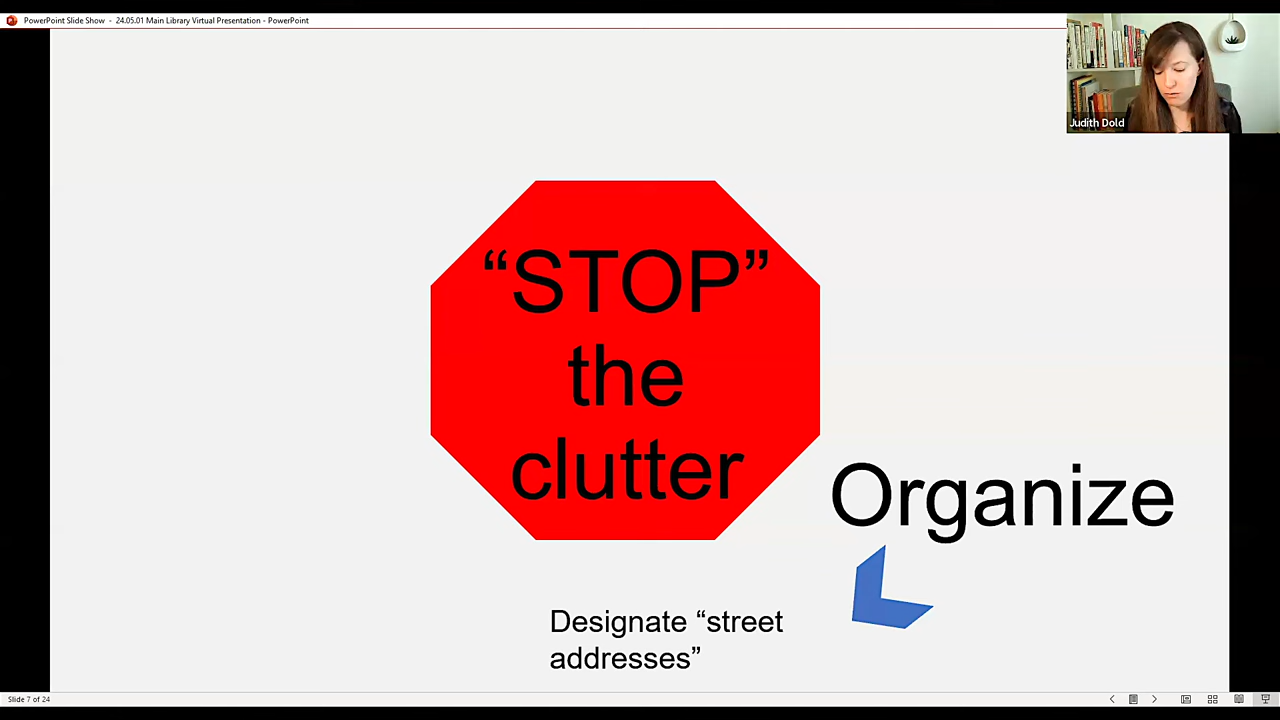 PowerPoint Slide Show - 24.05.01 Main Library Virtual Presentation - PowerPoint
Judith Dold
“STOP”
the
clutter
Organize
Designate “street
addresses”
Slide 7 of 24